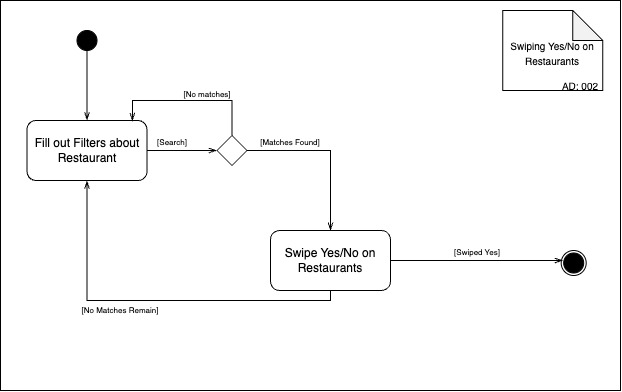 Swiping Yes/No on
Restaurants
AD: 002
[No matches]
Fill out Filters about
Restaurant
[Search]
[Matches Found]
Swipe Yes/No on
Restaurants
[Swiped Yes]
[No Matches Remain]